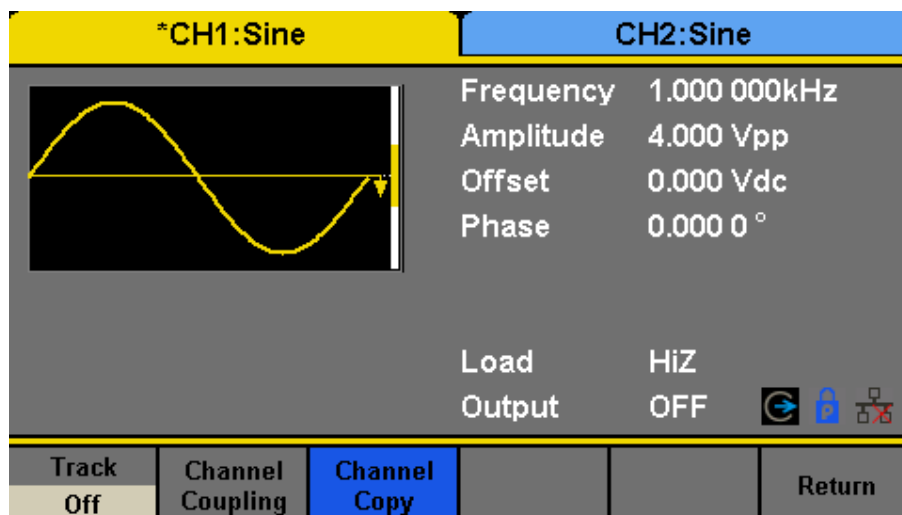 *CH1:Sine
CH2:Sine
Frequency 1.000 000kHz
Amplitude 4.000 Vpp
Offset 0.000 Vdc
Phase 0.000 0 °
Load HiZ
Output OFF
P
Track
Off
Channel
Coupling
Channel
Copy
Return